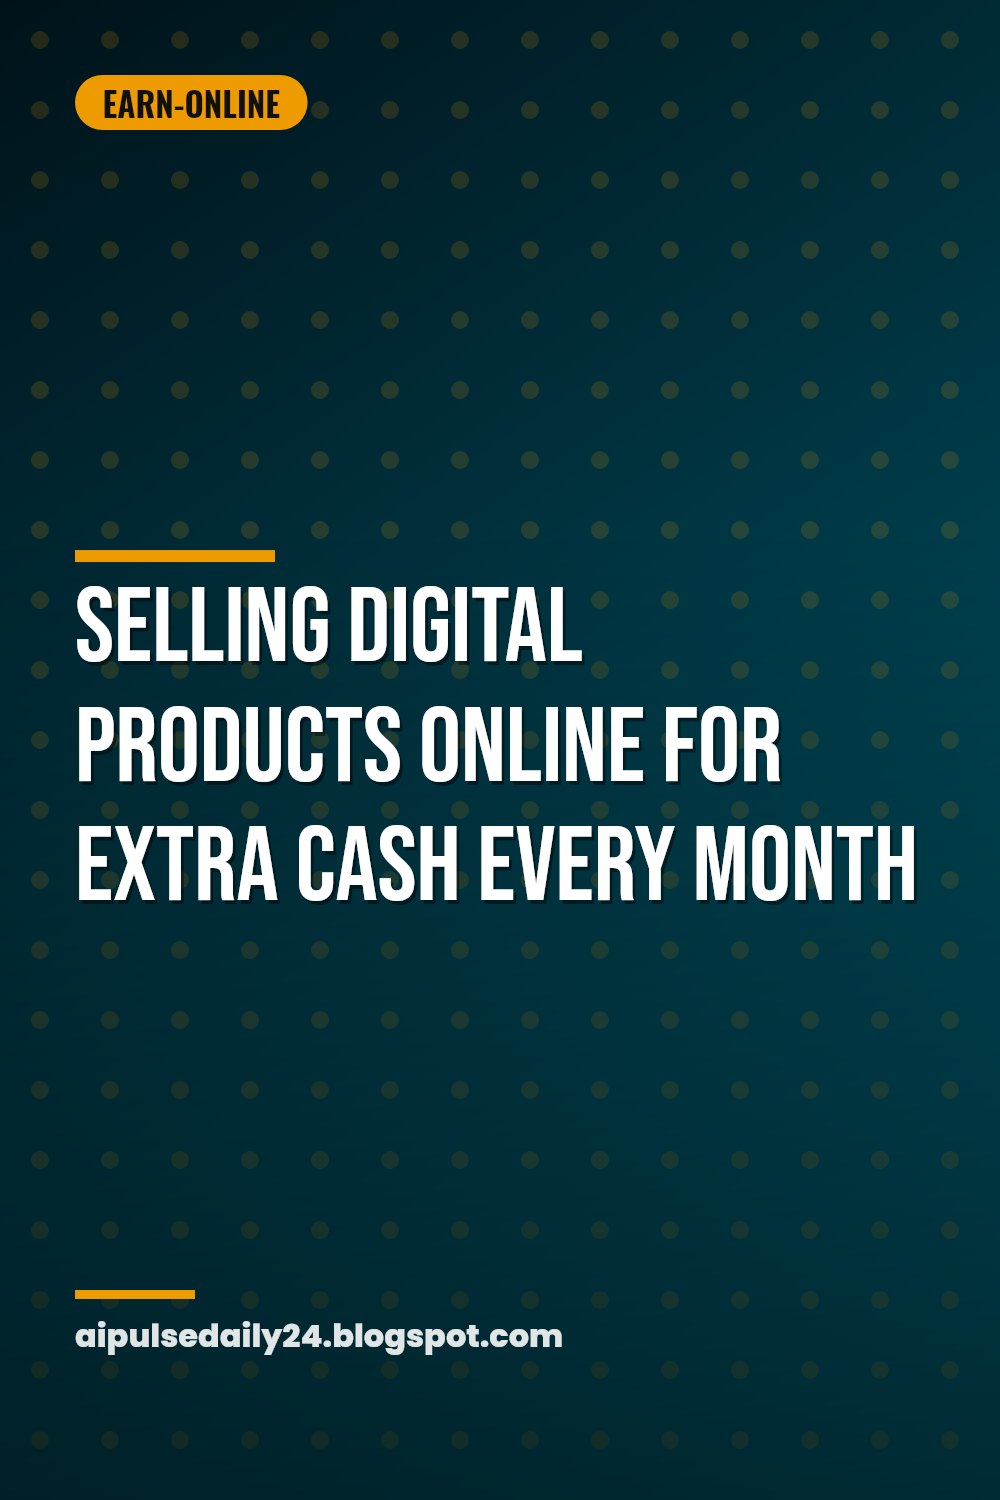 EARN-ONLINE
SELLING DIGITAL
PRODUCTS ONLINE FOR
EXTRA CASH EVERY MONTH
aipulsedaily24.blogspot.com